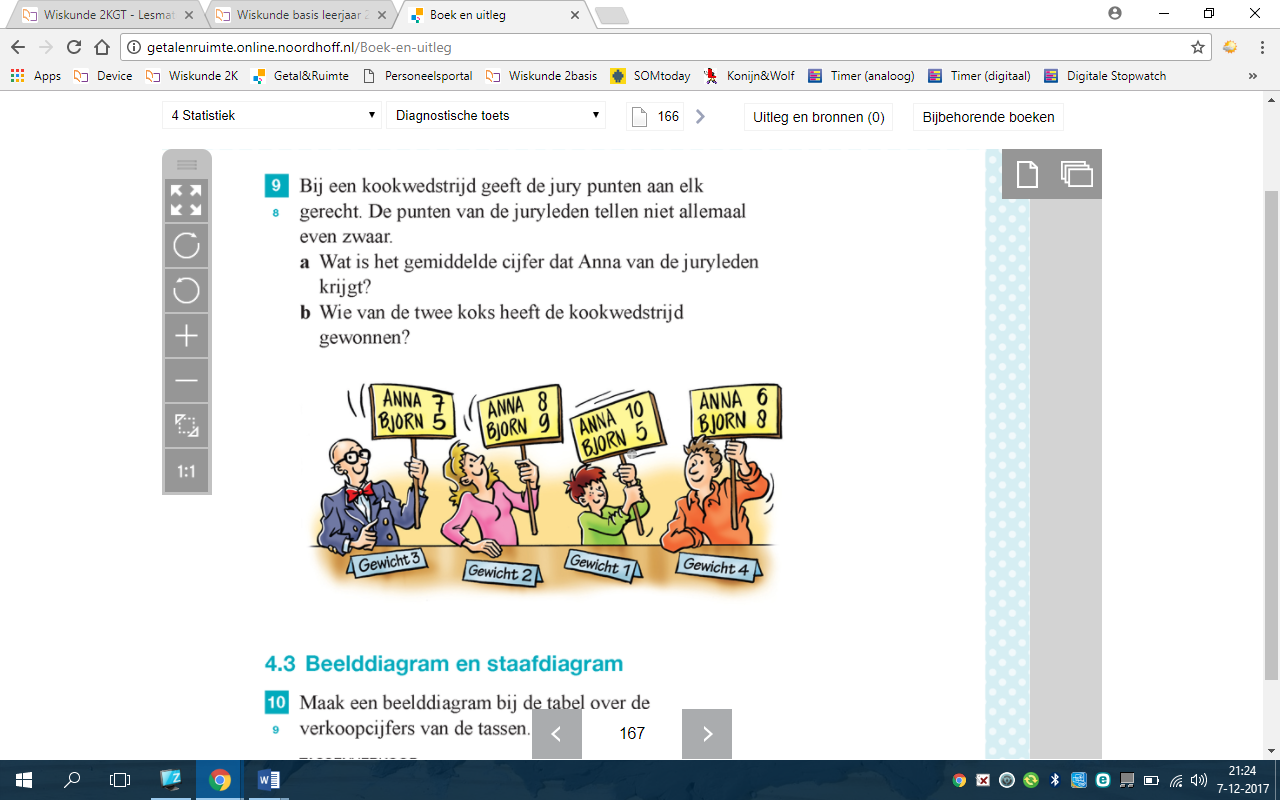 Wiskunde 2KGT - Lesmat
Wiskunde basis leerjaar 2
Boek en uitleg
getalenruimte.online.noordhoff.nl/Boek-en-uitleg
Apps Device Wiskunde 2K Getal&Ruimte Personeelsportal Wiskunde 2basis SOMtoday Konijn&Wolf Timer (analoog) Timer (digitaal) Digitale Stopwatch »
4 Statistiek Diagnostische toets 166 Uitleg en bronnen (0) Bijbehorende boeken
1:1
9 Bij een kookwedstrijd geeft de jury punten aan elk
8 gerecht. De punten van de juryleden tellen niet allemaal
even zwaar.
a Wat is het gemiddelde cijfer dat Anna van de juryleden
krijgt?
b Wie van de twee koks heeft de kookwedstrijd
gewonnen?
ANNA 7
BJORN 5
ANNA 8
BJORN 9
ANNA 10
BJORN 5
ANNA 6
BJORN 8
Gewicht 3
Gewicht 2
Gewicht 1
Gewicht 4
4.3 Beelddiagram en staafdiagram
10 Maak een beelddiagram bij de tabel over de
9 verkoopcijfers van de tassen.
167
21:24
7-12-2017